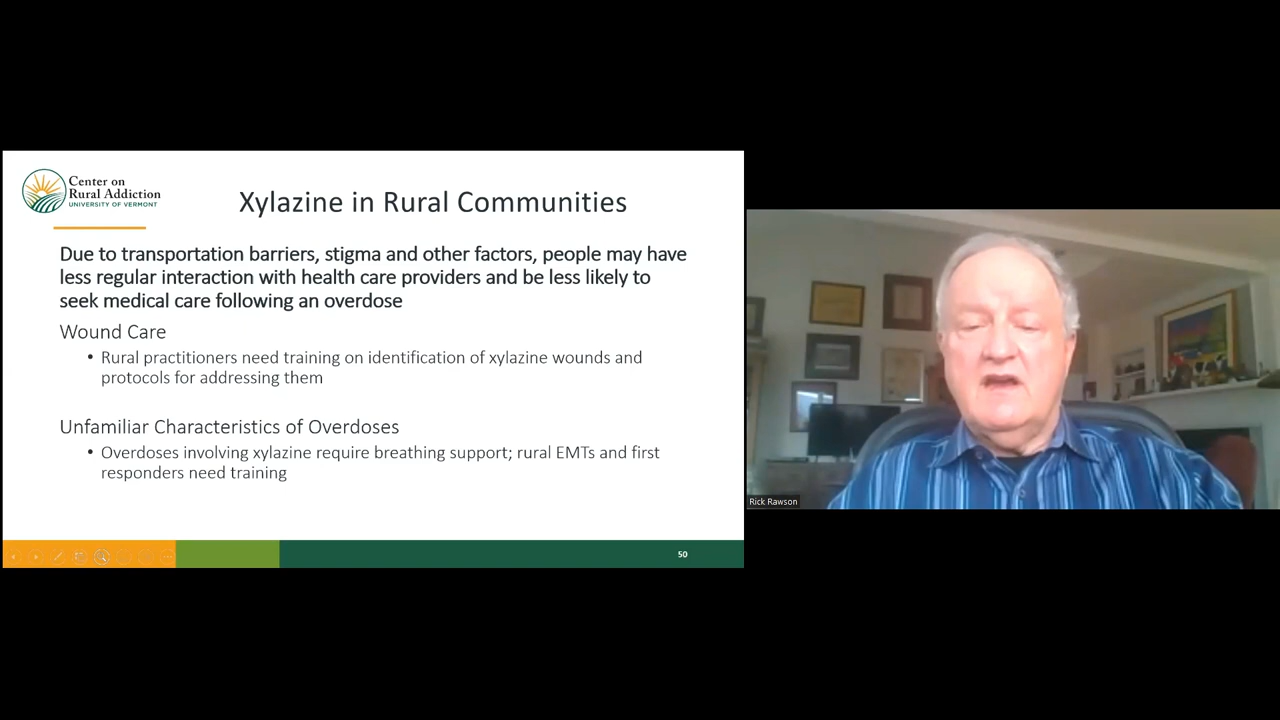 Center on
Rural Addiction
UNIVERSITY OF VERMONT
Xylazine in Rural Communities
Due to transportation barriers, stigma and other factors, people may have
less regular interaction with health care providers and be less likely to
seek medical care following an overdose
Wound Care
• Rural practitioners need training on identification of xylazine wounds and
protocols for addressing them
Unfamiliar Characteristics of Overdoses
• Overdoses involving xylazine require breathing support; rural EMTs and first
responders need training
50
Rick Rawson